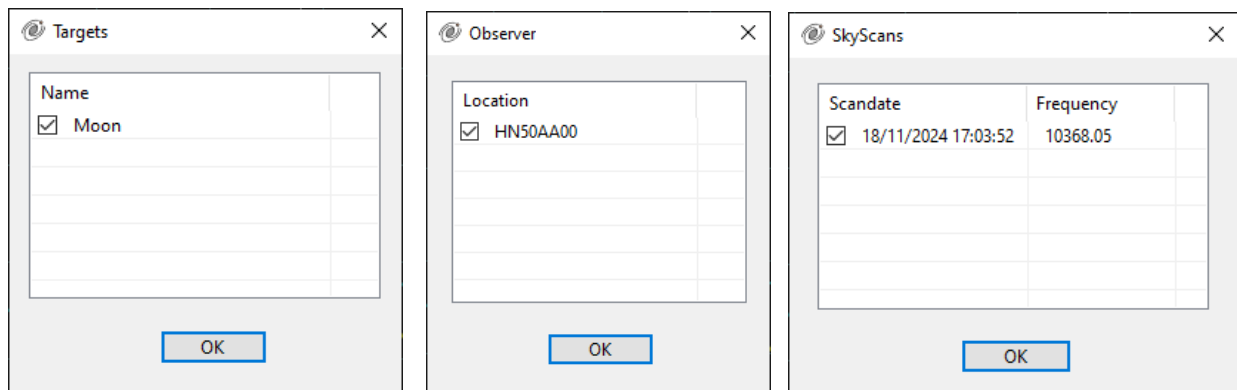 Targets
Name
Moon
OK
Observer
Location
HN50AA00
OK
SkyScans
Scandate Frequency
18/11/2024 17:03:52 10368.05
OK